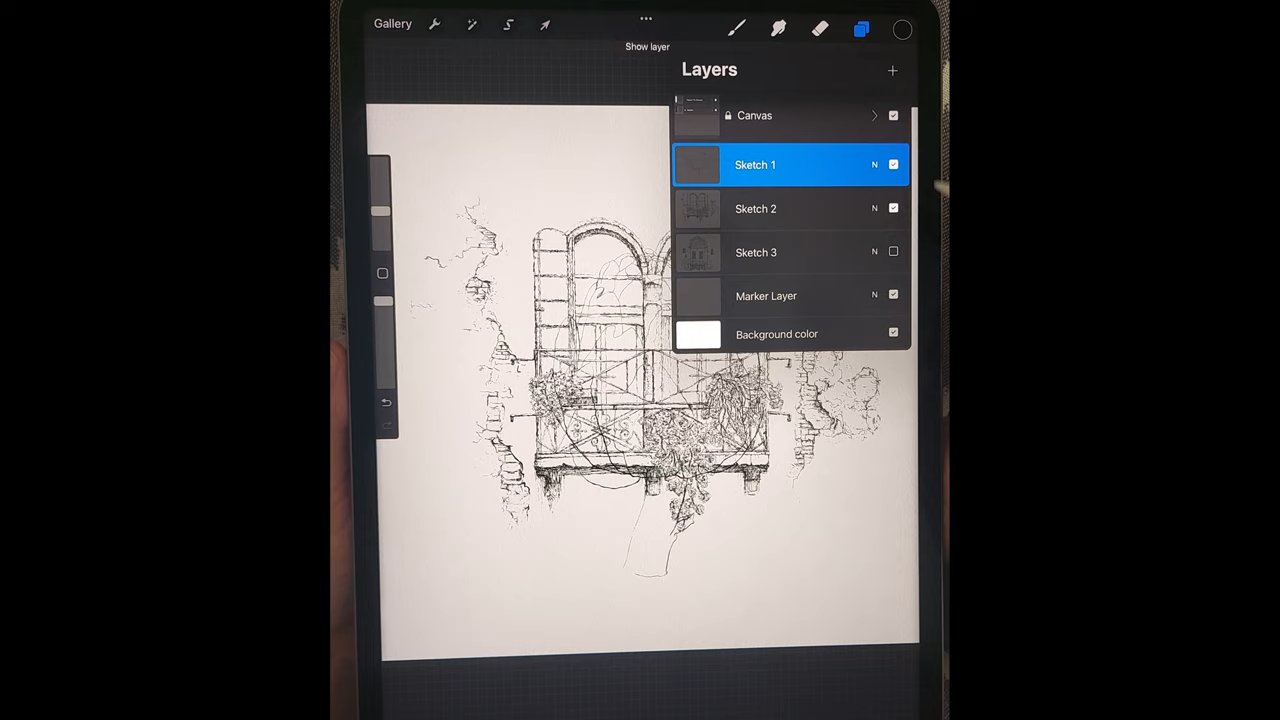 Gallery
Show layer
Layers
Canvas
Sketch 1 N
Sketch 2 N
Sketch 3 N
Marker Layer N
Background color